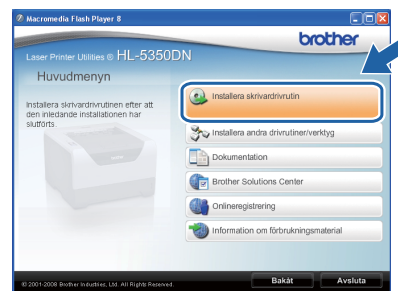 Macromedia Flash Player 8
brother
Laser Printer Utilities © HL-5350DN
Huvudmenyn
Installera skrivardrivrutinen efter att
den inledande installationen har
slutförts.
Installera skrivardrivrutin
Installera andra drivrutiner/verktyg
Dokumentation
Brother Solutions Center
Onlineregistrering
Information om förbrukningsmaterial
© 2001-2008 Brother Industries, Ltd. All Rights Reserved.
Bakåt
Avsluta